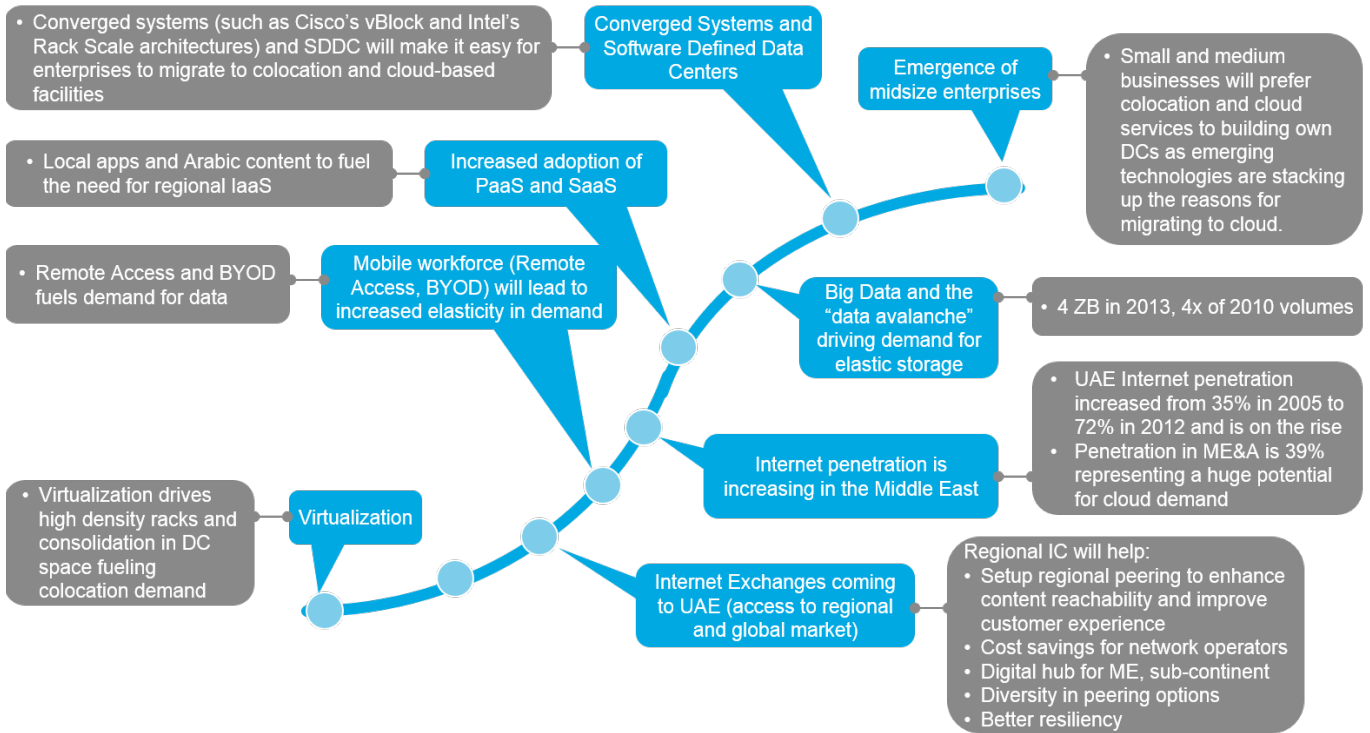 • Converged systems (such as Cisco's vBlock and Intel's
Rack Scale architectures) and SDDC will make it easy for
enterprises to migrate to colocation and cloud-based
facilities
Converged Systems and
Software Defined Data
Centers
Emergence of
midsize enterprises
• Small and medium
businesses will prefer
colocation and cloud
services to building own
DCs as emerging
technologies are stacking
up the reasons for
migrating to cloud.
• Local apps and Arabic content to fuel
the need for regional IaaS
Increased adoption of
PaaS and SaaS
• Remote Access and BYOD
fuels demand for data
Mobile workforce (Remote
Access, BYOD) will lead to
increased elasticity in demand
Big Data and the
“data avalanche”
driving demand for
elastic storage
• 4 ZB in 2013, 4x of 2010 volumes
Internet penetration is
increasing in the Middle East
• UAE Internet penetration
increased from 35% in 2005 to
72% in 2012 and is on the rise
• Penetration in ME&A is 39%
representing a huge potential
for cloud demand
• Virtualization drives
high density racks and
consolidation in DC
space fueling
colocation demand
Virtualization
Internet Exchanges coming
to UAE (access to regional
and global market)
Regional IC will help:
• Setup regional peering to enhance
content reachability and improve
customer experience
• Cost savings for network operators
• Digital hub for ME, sub-continent
• Diversity in peering options
• Better resiliency